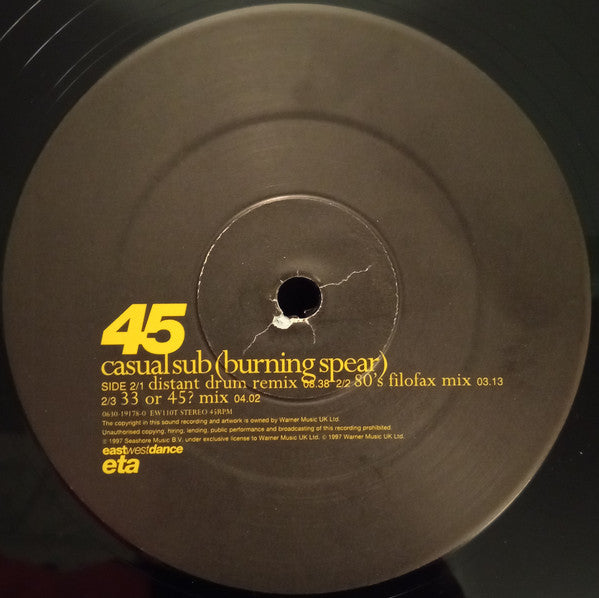 45
casual sub (burning spear)
SIDE 2/1 distant drum remix 08.38 2/2 80's filofax mix 03.13
2/3 33 or 45? mix 04.02
0630-19178-0 EW110T STEREO 45RPM
The copyright in this sound recording and artwork is owned by Warner Music UK Ltd.
Unauthorised copying, hiring, lending, public performance and broadcasting of this recording prohibited.
℗ 1997 Seashore Music B.V. under exclusive license to Warner Music UK Ltd. © 1997 Warner Music UK Ltd.
eastwestdance
eta